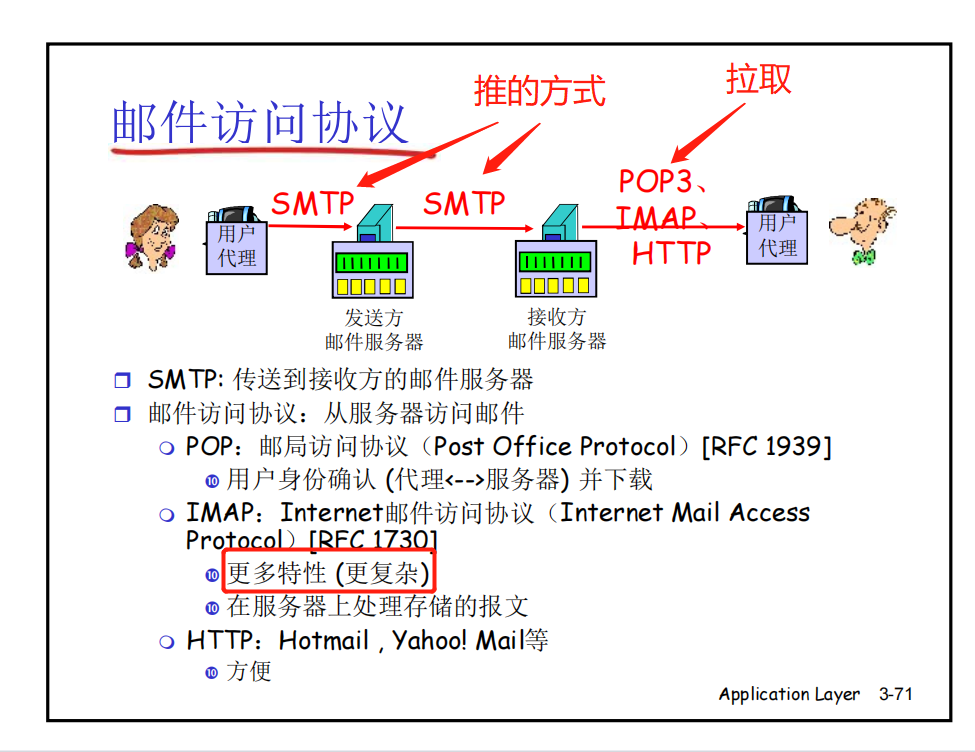 推的方式
拉取
邮件访问协议
SMTP
SMTP
POP3、
IMAP、
HTTP
用户
代理
用户
代理
发送方
邮件服务器
接收方
邮件服务器
SMTP: 传送到接收方的邮件服务器
邮件访问协议：从服务器访问邮件
POP：邮局访问协议（Post Office Protocol）[RFC 1939]
⑩ 用户身份确认 (代理<-->服务器) 并下载
IMAP：Internet邮件访问协议（Internet Mail Access
Protocol）[RFC 1730]
⑩ 更多特性 (更复杂)
⑩ 在服务器上处理存储的报文
HTTP：Hotmail , Yahoo! Mail等
⑩ 方便
Application Layer 3-71